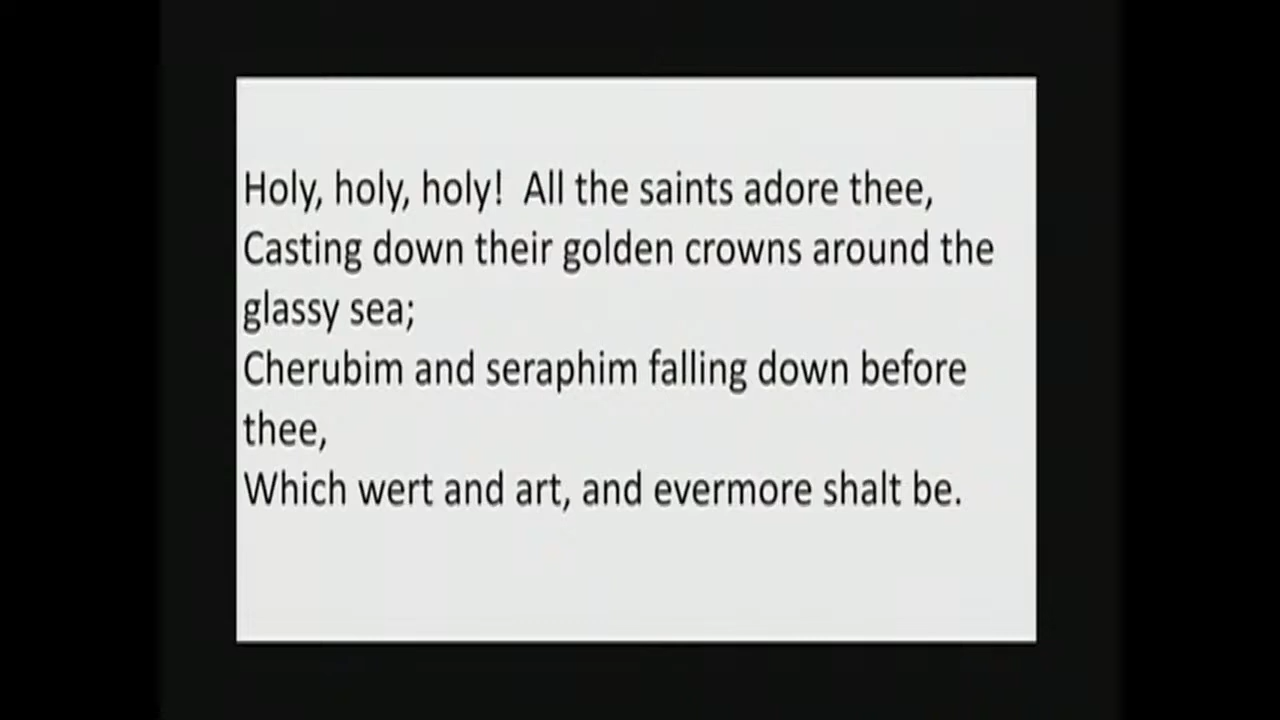 Holy, holy, holy!  All the saints adore thee,
Casting down their golden crowns around the
glassy sea;
Cherubim and seraphim falling down before
thee,
Which wert and art, and evermore shalt be.